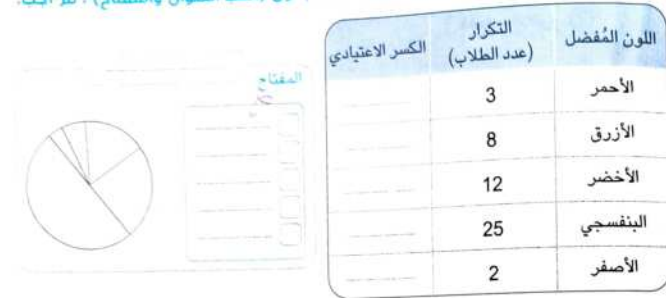 اللون المُفضل التكرار (عدد الطلاب) الكسر الاعتيادي
الأحمر 3
الأزرق 8
الأخضر 12
البنفسجي 25
الأصفر 2
المفتاح